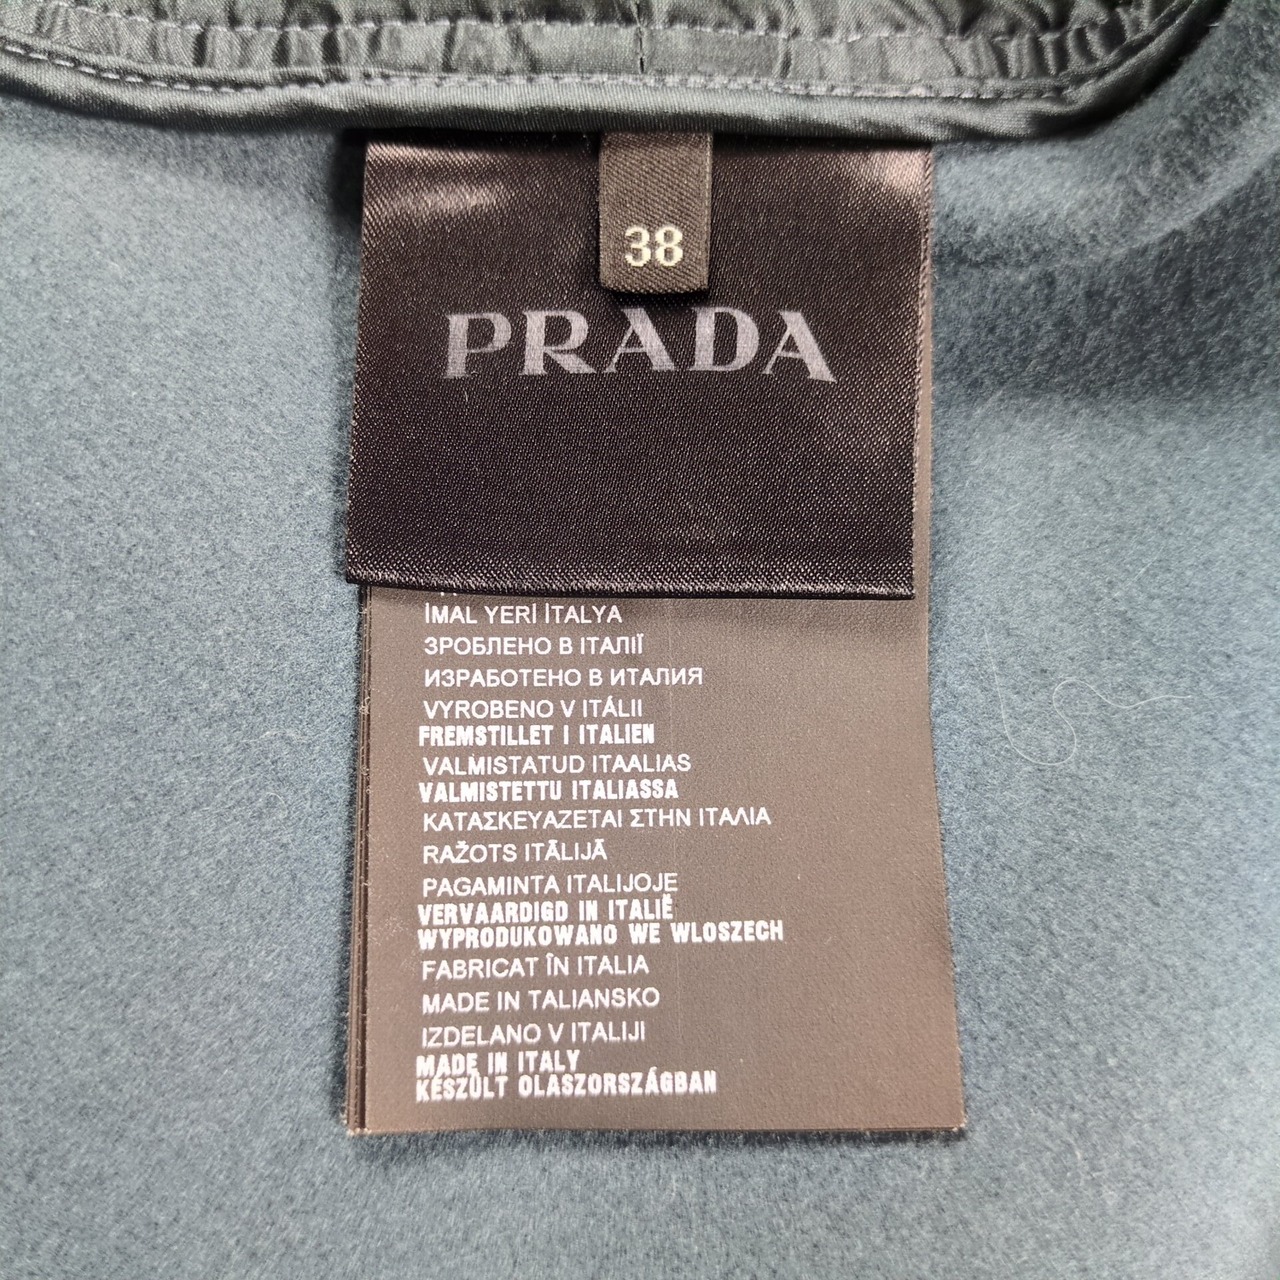 38
PRADA
İMAL YERİ İTALYA
ЗРОБЛЕНО В ІТАЛІЇ
ИЗРАБОТЕНО В ИТАЛИЯ
VYROBENO V ITÁLII
FREMSTILLET I ITALIEN
VALMISTATUD ITAALIAS
VALMISTETTU ITALIASSA
ΚΑΤΑΣΚΕΥΑΖΕΤΑΙ ΣΤΗΝ ΙΤΑΛΙΑ
RAŽOTS ITĀLIJĀ
PAGAMINTA ITALIJOJE
VERVAARDIGD IN ITALIË
WYPRODUKOWANO WE WLOSZECH
FABRICAT ÎN ITALIA
MADE IN TALIANSKO
IZDELANO V ITALIJI
MADE IN ITALY
KÉSZÜLT OLASZORSZÁGBAN